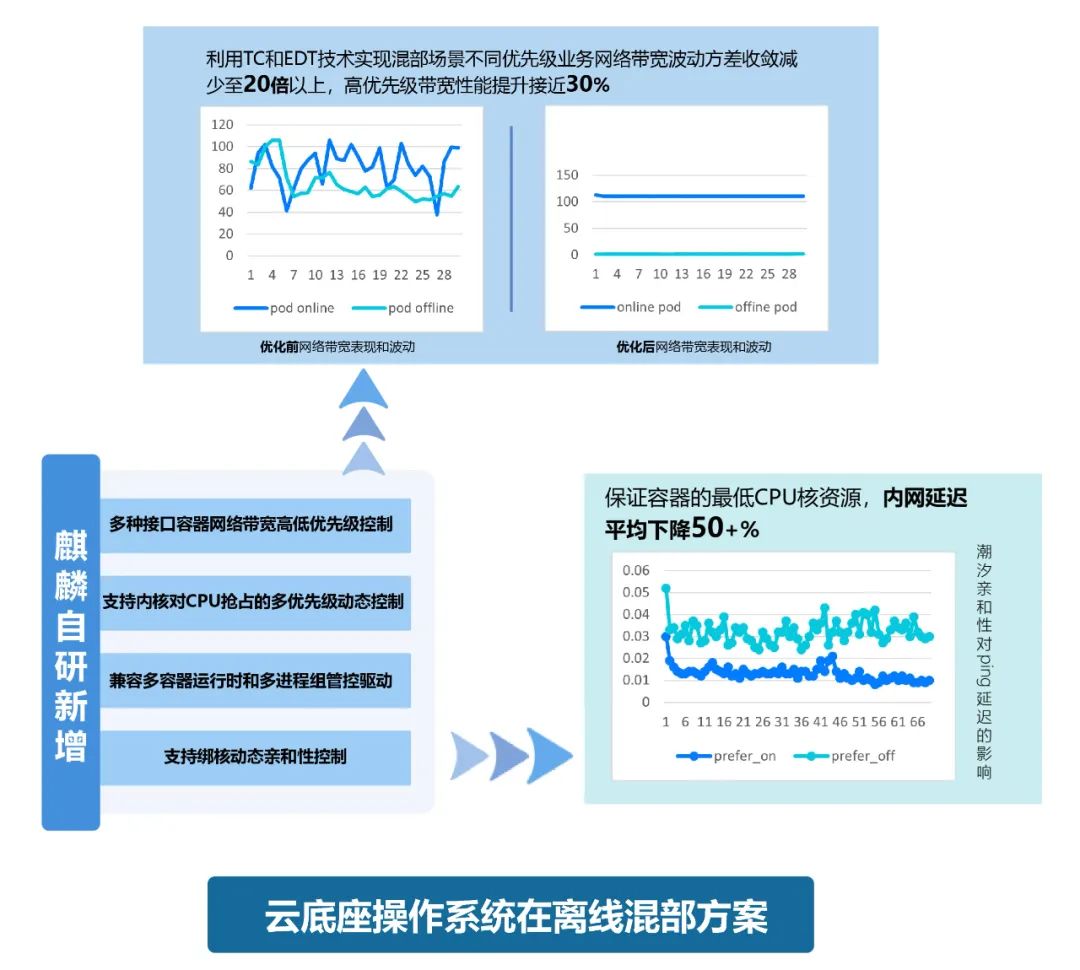 利用TC和EDT技术实现混部场景不同优先级业务网络带宽波动方差收敛减
少至20倍以上，高优先级带宽性能提升接近30%
120
100
80
60
40
20
0
1 4 7 10 13 16 19 22 25 28
pod online pod offline
优化前网络带宽表现和波动
150
100
50
0
1 4 7 10 13 16 19 22 25 28
online pod offine pod
优化后网络带宽表现和波动
麒麟自研新增
多种接口容器网络带宽高低优先级控制
支持内核对CPU抢占的多优先级动态控制
兼容多容器运行时和多进程组管控驱动
支持绑核动态亲和性控制
保证容器的最低CPU核资源，内网延迟
平均下降50+%
0.06
0.05
0.04
0.03
0.02
0.01
0
1 6 11 16 21 26 31 36 41 46 51 56 61 66
prefer_on prefer_off
潮汐亲和性对ping延迟的影响
云底座操作系统在离线混部方案